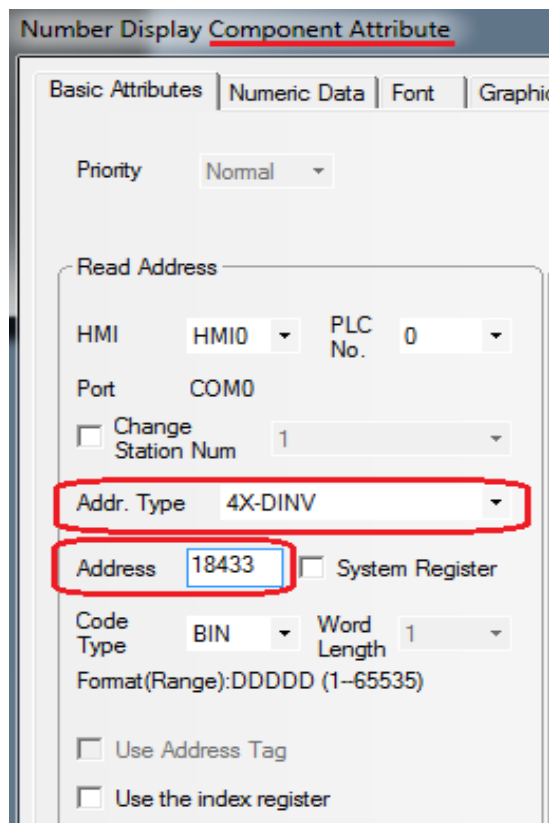 Number Display Component Attribute
Basic Attributes Numeric Data Font Graphic
Priority Normal
Read Address
HMI HMI0 PLC No. 0
Port COM0
Change Station Num 1
Addr. Type 4X-DINV
Address 18433 System Register
Code Type BIN Word Length 1
Format(Range):DDDDD (1--65535)
Use Address Tag
Use the index register